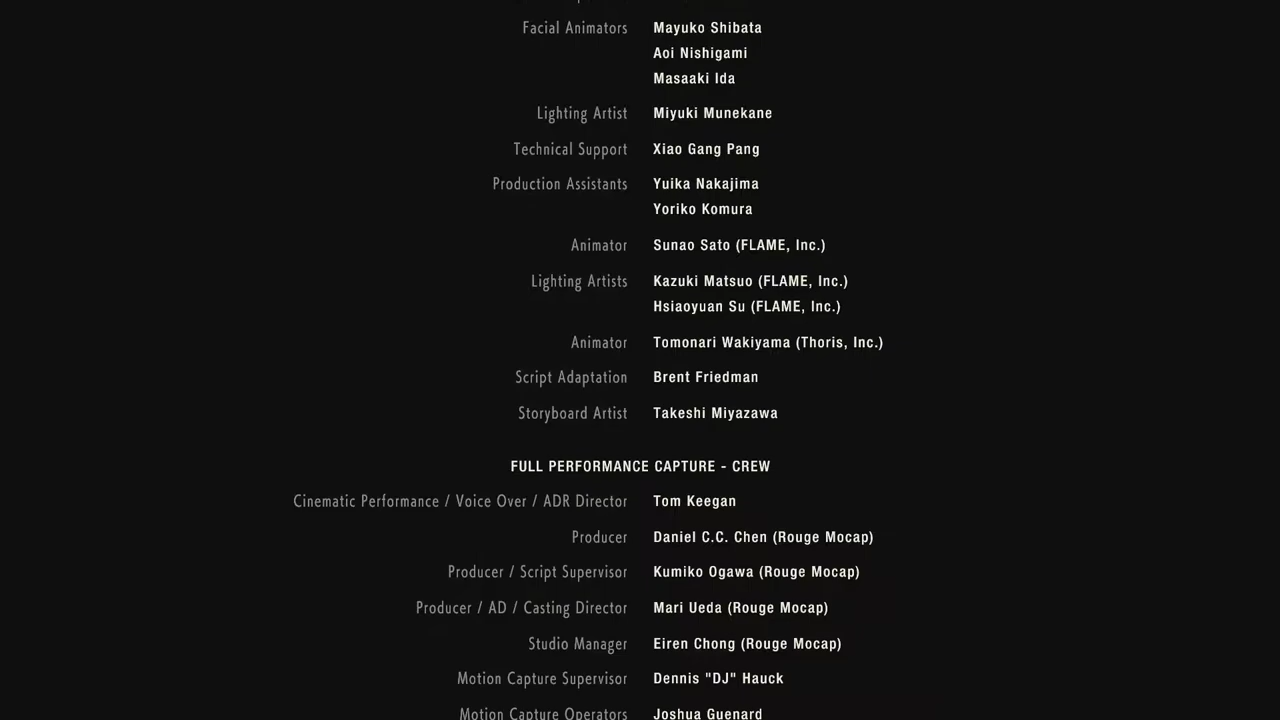 Facial Animators Mayuko Shibata
Aoi Nishigami
Masaaki Ida
Lighting Artist Miyuki Munekane
Technical Support Xiao Gang Pang
Production Assistants Yuika Nakajima
Yoriko Komura
Animator Sunao Sato (FLAME, Inc.)
Lighting Artists Kazuki Matsuo (FLAME, Inc.)
Hsiaoyuan Su (FLAME, Inc.)
Animator Tomonari Wakiyama (Thoris, Inc.)
Script Adaptation Brent Friedman
Storyboard Artist Takeshi Miyazawa
FULL PERFORMANCE CAPTURE - CREW
Cinematic Performance / Voice Over / ADR Director Tom Keegan
Producer Daniel C.C. Chen (Rouge Mocap)
Producer / Script Supervisor Kumiko Ogawa (Rouge Mocap)
Producer / AD / Casting Director Mari Ueda (Rouge Mocap)
Studio Manager Eiren Chong (Rouge Mocap)
Motion Capture Supervisor Dennis "DJ" Hauck
Motion Capture Operators Joshua Guenard